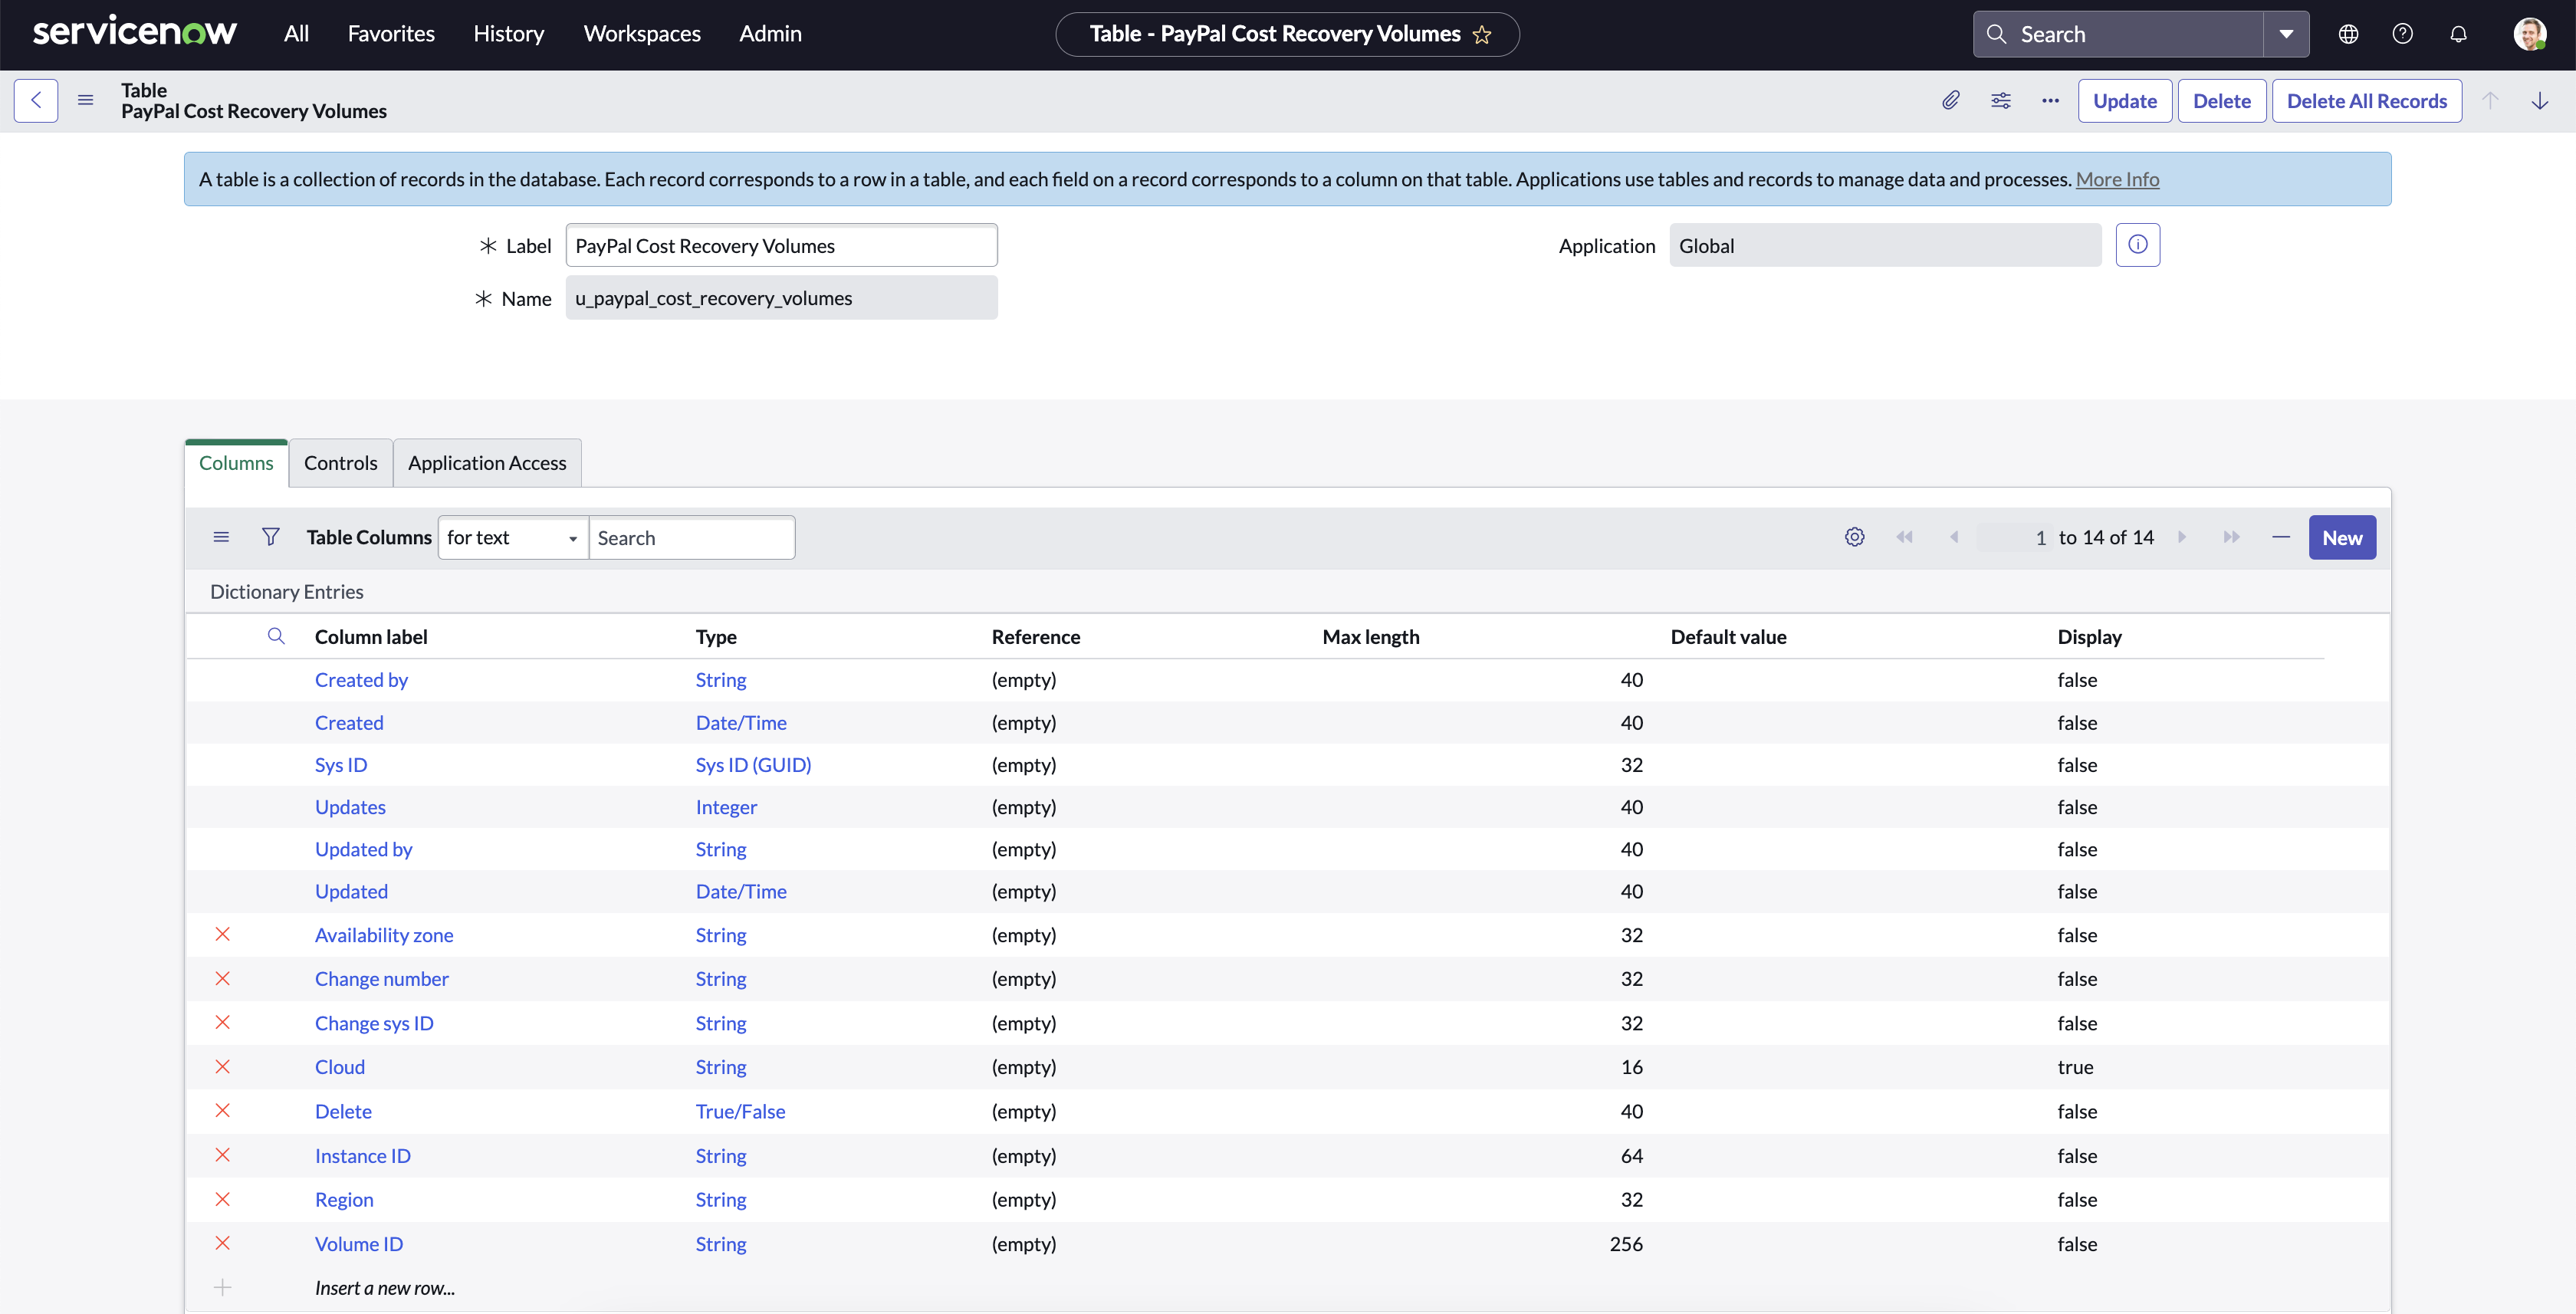 servicenow All Favorites History Workspaces Admin Table - PayPal Cost Recovery Volumes Search
Table
PayPal Cost Recovery Volumes
Update Delete Delete All Records
A table is a collection of records in the database. Each record corresponds to a row in a table, and each field on a record corresponds to a column on that table. Applications use tables and records to manage data and processes. More Info
Label PayPal Cost Recovery Volumes Application Global
Name u_paypal_cost_recovery_volumes
Columns Controls Application Access
Table Columns for text Search 1 to 14 of 14 New
Dictionary Entries
Column label Type Reference Max length Default value Display
Created by String (empty) 40 false
Created Date/Time (empty) 40 false
Sys ID Sys ID (GUID) (empty) 32 false
Updates Integer (empty) 40 false
Updated by String (empty) 40 false
Updated Date/Time (empty) 40 false
Availability zone String (empty) 32 false
Change number String (empty) 32 false
Change sys ID String (empty) 32 false
Cloud String (empty) 16 true
Delete True/False (empty) 40 false
Instance ID String (empty) 64 false
Region String (empty) 32 false
Volume ID String (empty) 256 false
Insert a new row...